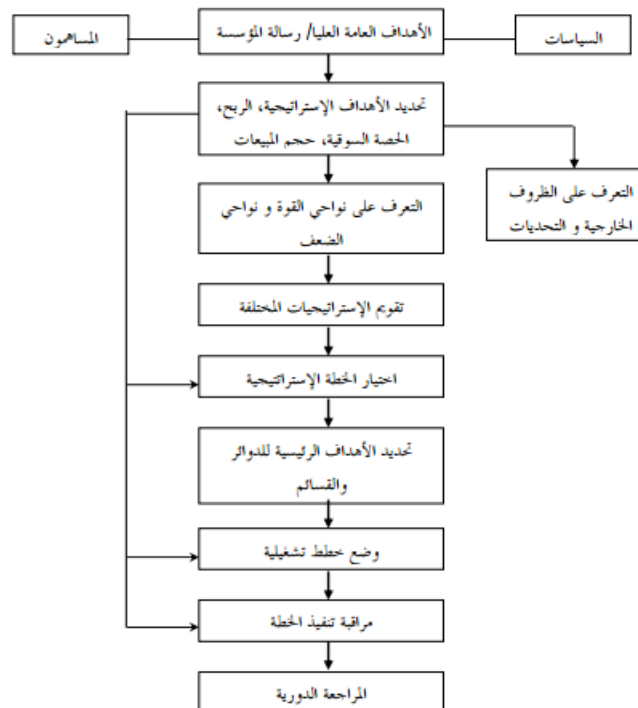 المساهمون
الأهداف العامة العليا/ رسالة المؤسسة
السياسات
تحديد الأهداف الإستراتيجية، الربح،
الحصة السوقية، حجم المبيعات
التعرف على الظروف
الخارجية و التحديات
التعرف على نواحي القوة و نواحي
الضعف
تقويم الإستراتيجيات المختلفة
اختيار الخطة الإستراتتيجية
تحديد الأهداف الرئيسية للدوائر
والقسائم
وضع خطط تشغيلية
مراقبة تنفيذ الخطة
المراجعة الدورية